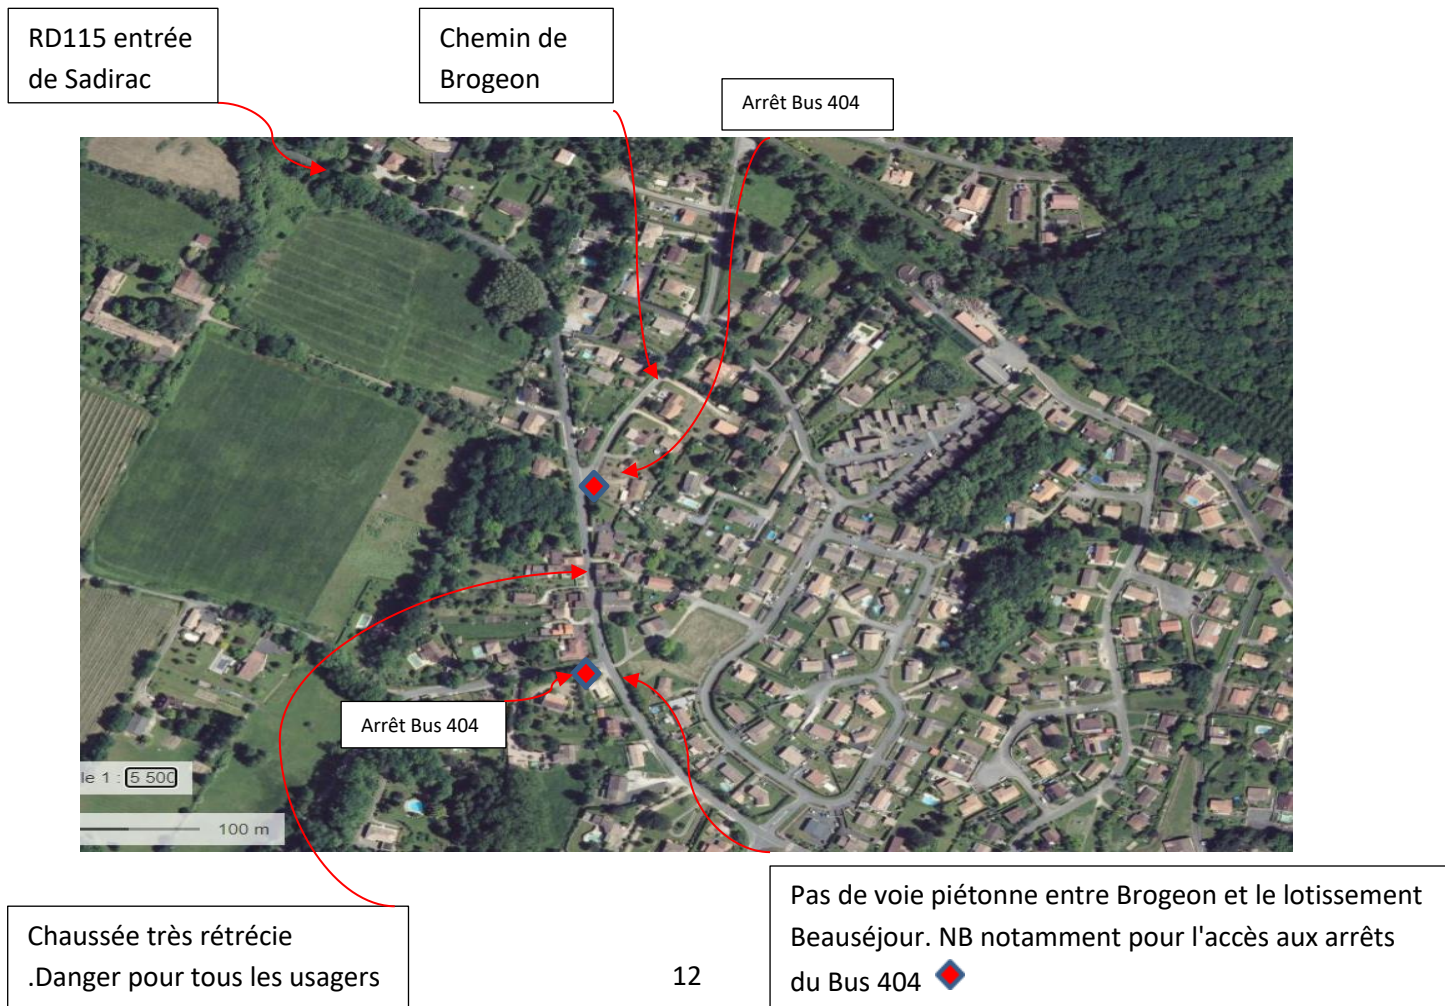 RD115 entrée
de Sadirac
Chemin de
Brogeon
Arrêt Bus 404
Arrêt Bus 404
le 1 : 5 500
100 m
Chaussée très rétrécie
.Danger pour tous les usagers
12
Pas de voie piétonne entre Brogeon et le lotissement
Beauséjour. NB notamment pour l'accès aux arrêts
du Bus 404